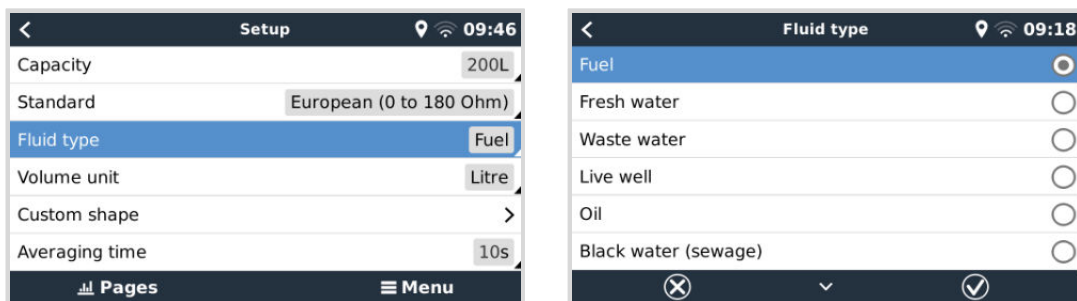 Setup 09:46
Capacity 200L
Standard European (0 to 180 Ohm)
Fluid type Fuel
Volume unit Litre
Custom shape
Averaging time 10s
Pages Menu
Fluid type 09:18
Fuel
Fresh water
Waste water
Live well
Oil
Black water (sewage)